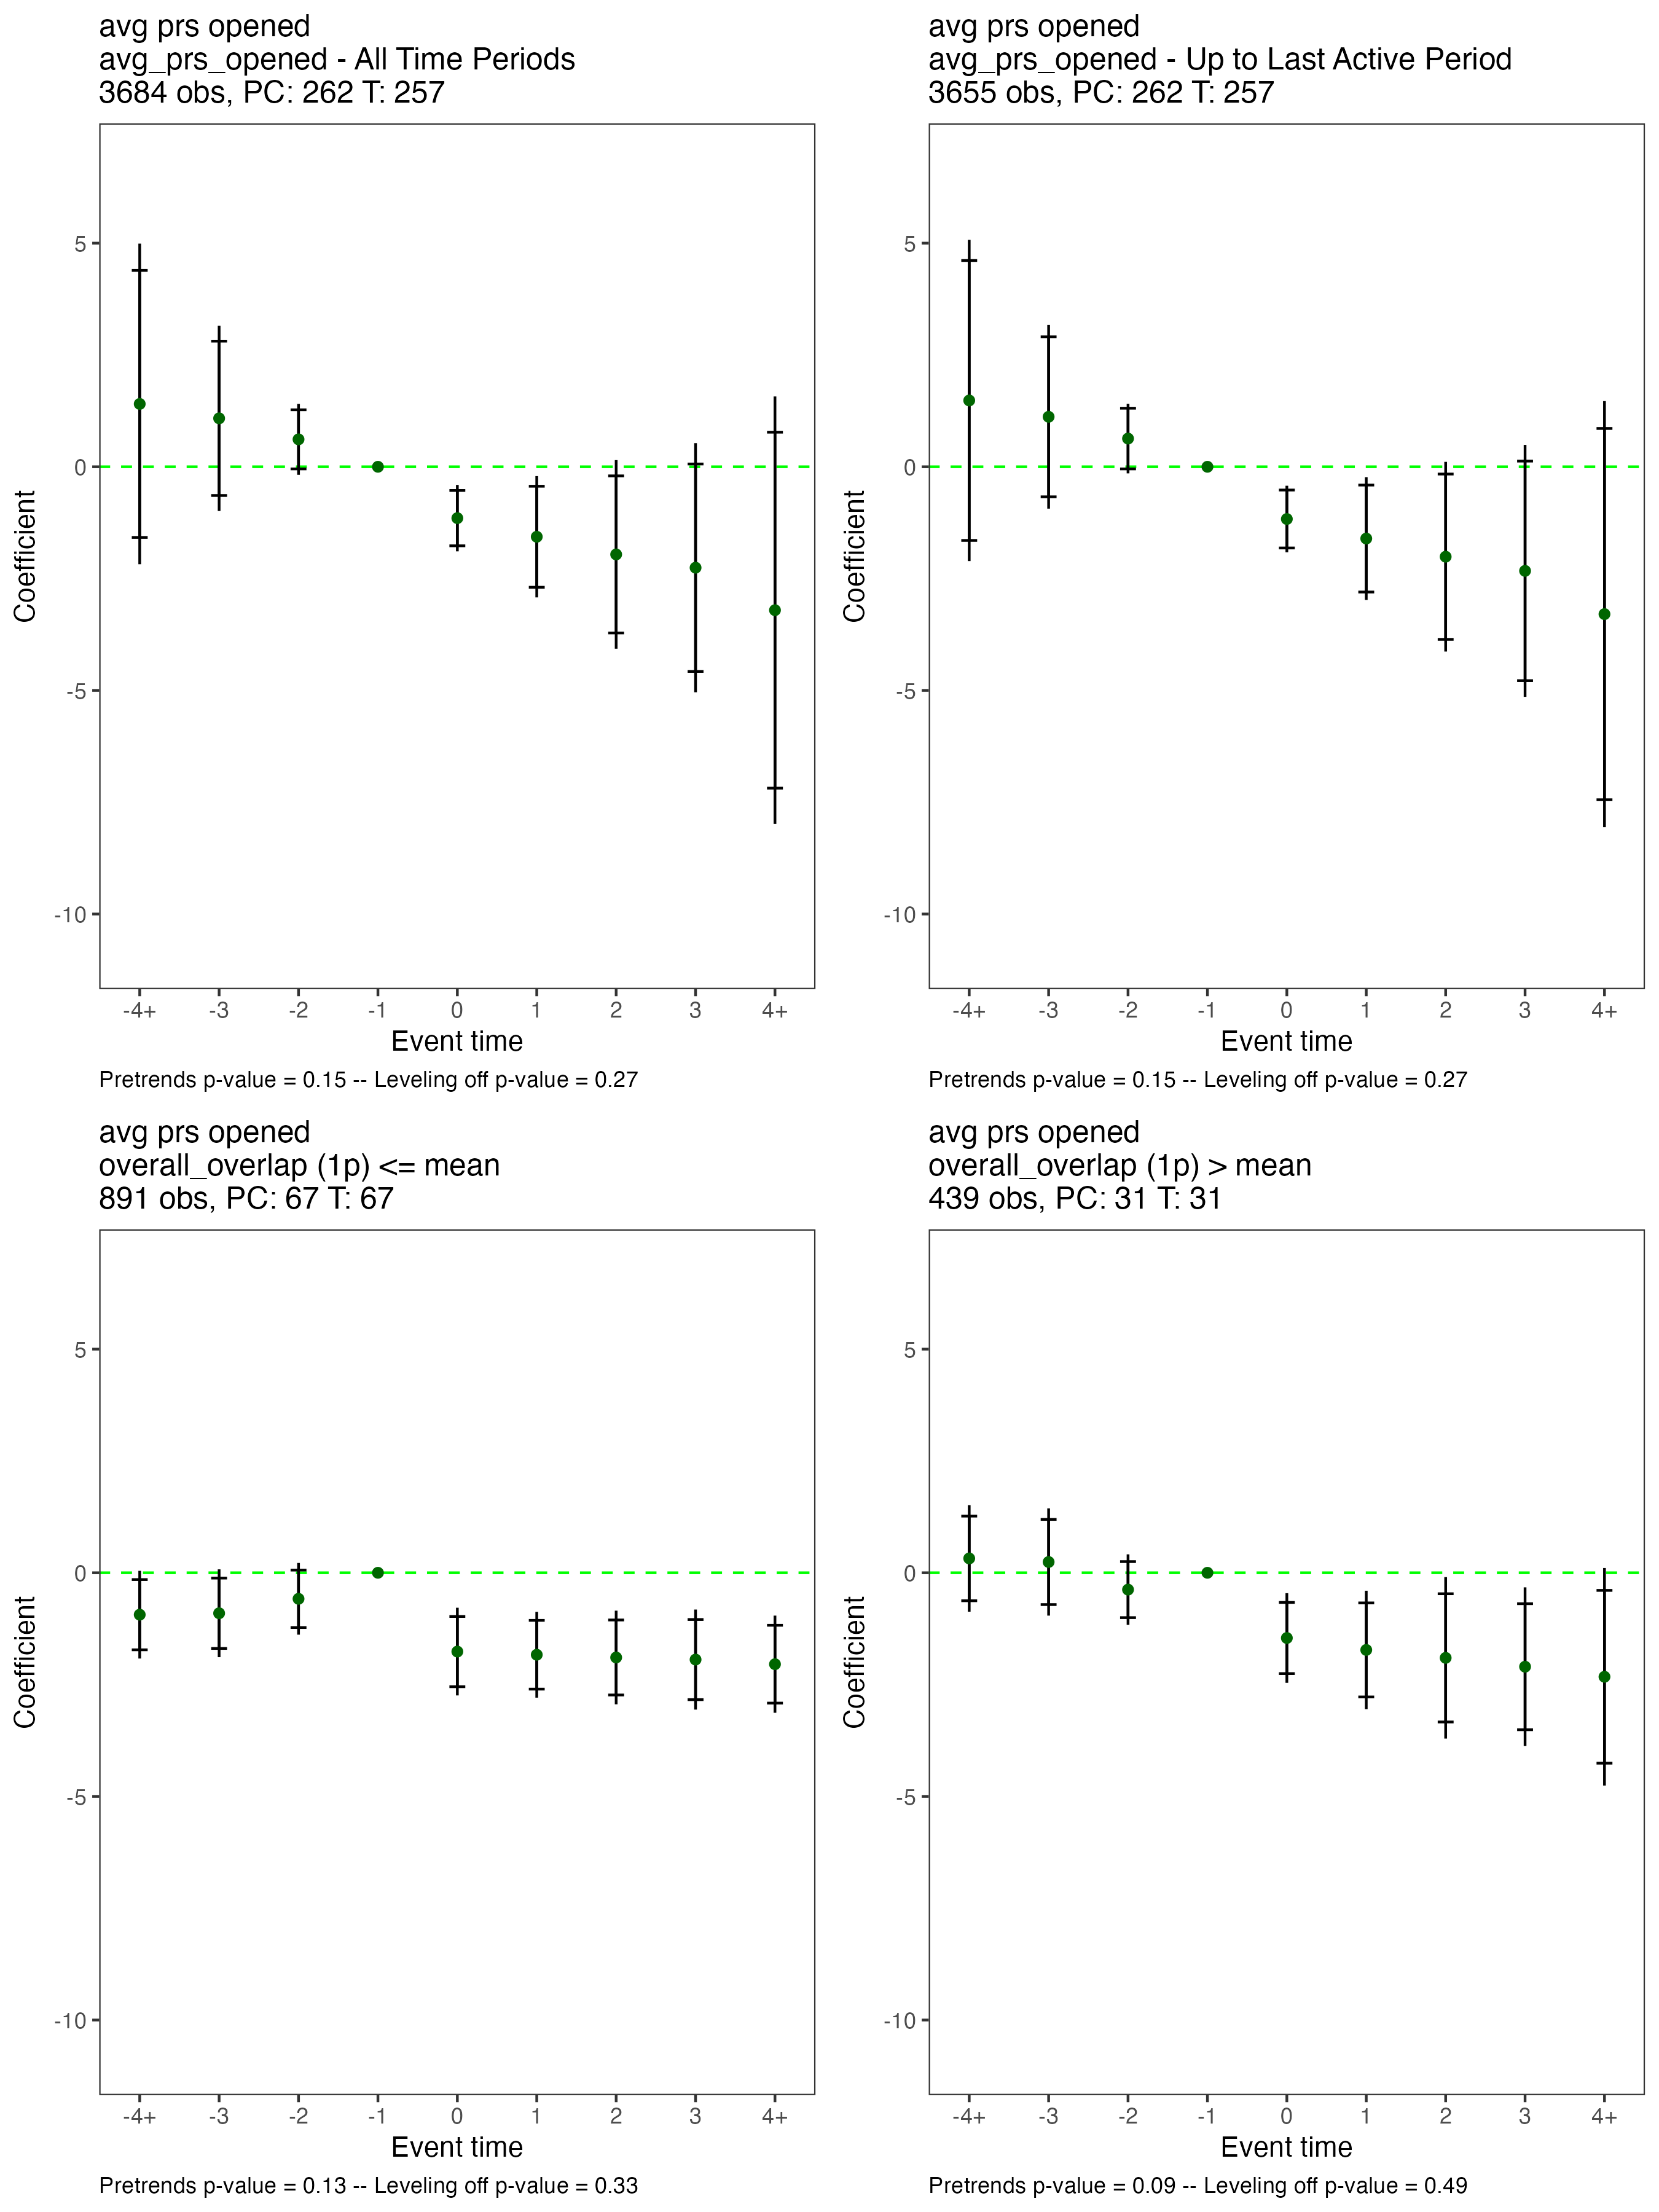 avg prs opened
avg_prs_opened - All Time Periods
3684 obs, PC: 262 T: 257
5
0
-5
-10
Coefficient
-4+ -3 -2 -1 0 1 2 3 4+
Event time
Pretrends p-value = 0.15 -- Leveling off p-value = 0.27
avg prs opened
avg_prs_opened - Up to Last Active Period
3655 obs, PC: 262 T: 257
5
0
-5
-10
Coefficient
-4+ -3 -2 -1 0 1 2 3 4+
Event time
Pretrends p-value = 0.15 -- Leveling off p-value = 0.27
avg prs opened
overall_overlap (1p) <= mean
891 obs, PC: 67 T: 67
5
0
-5
-10
Coefficient
-4+ -3 -2 -1 0 1 2 3 4+
Event time
Pretrends p-value = 0.13 -- Leveling off p-value = 0.33
avg prs opened
overall_overlap (1p) > mean
439 obs, PC: 31 T: 31
5
0
-5
-10
Coefficient
-4+ -3 -2 -1 0 1 2 3 4+
Event time
Pretrends p-value = 0.09 -- Leveling off p-value = 0.49